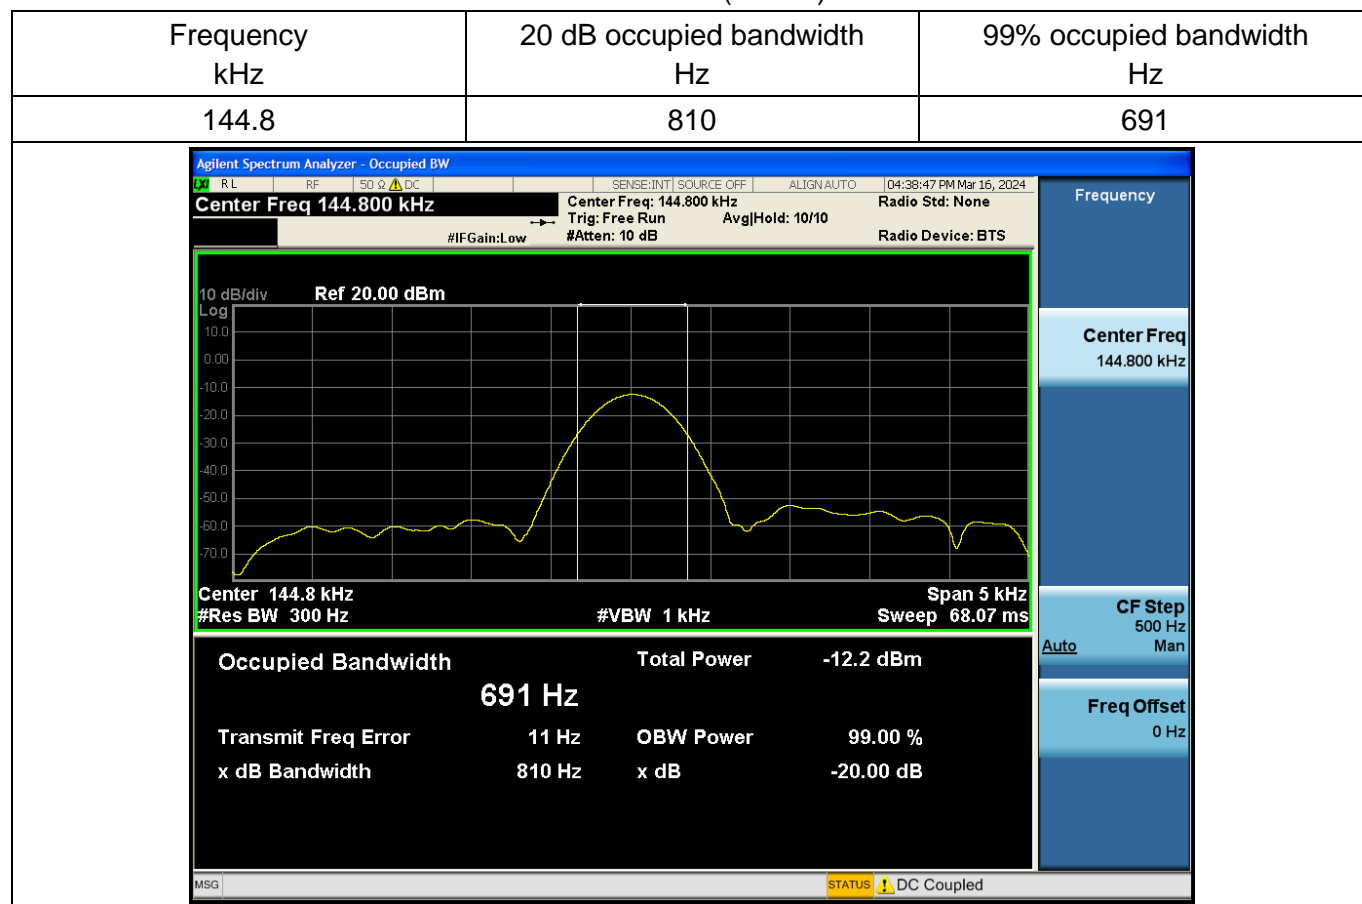 Frequency
kHz
20 dB occupied bandwidth
Hz
99% occupied bandwidth
Hz
144.8
810
691
Agilent Spectrum Analyzer - Occupied BW
LXI RL RF 50 Ω DC SENSE:INT SOURCE OFF ALIGN AUTO 04:38:47 PM Mar 16, 2024
Center Freq 144.800 kHz
Center Freq: 144.800 kHz
Radio Std: None
Trig: Free Run Avg|Hold: 10/10
#IFGain:Low
#Atten: 10 dB
Radio Device: BTS
10 dB/div Ref 20.00 dBm
Log
10.0
0.00
-10.0
-20.0
-30.0
-40.0
-50.0
-60.0
-70.0
Center 144.8 kHz Span 5 kHz
#Res BW 300 Hz #VBW 1 kHz Sweep 68.07 ms
Occupied Bandwidth Total Power -12.2 dBm
691 Hz
Transmit Freq Error 11 Hz OBW Power 99.00 %
x dB Bandwidth 810 Hz x dB -20.00 dB
Frequency
Center Freq
144.800 kHz
CF Step
500 Hz
Auto Man
Freq Offset
0 Hz
MSG STATUS DC Coupled